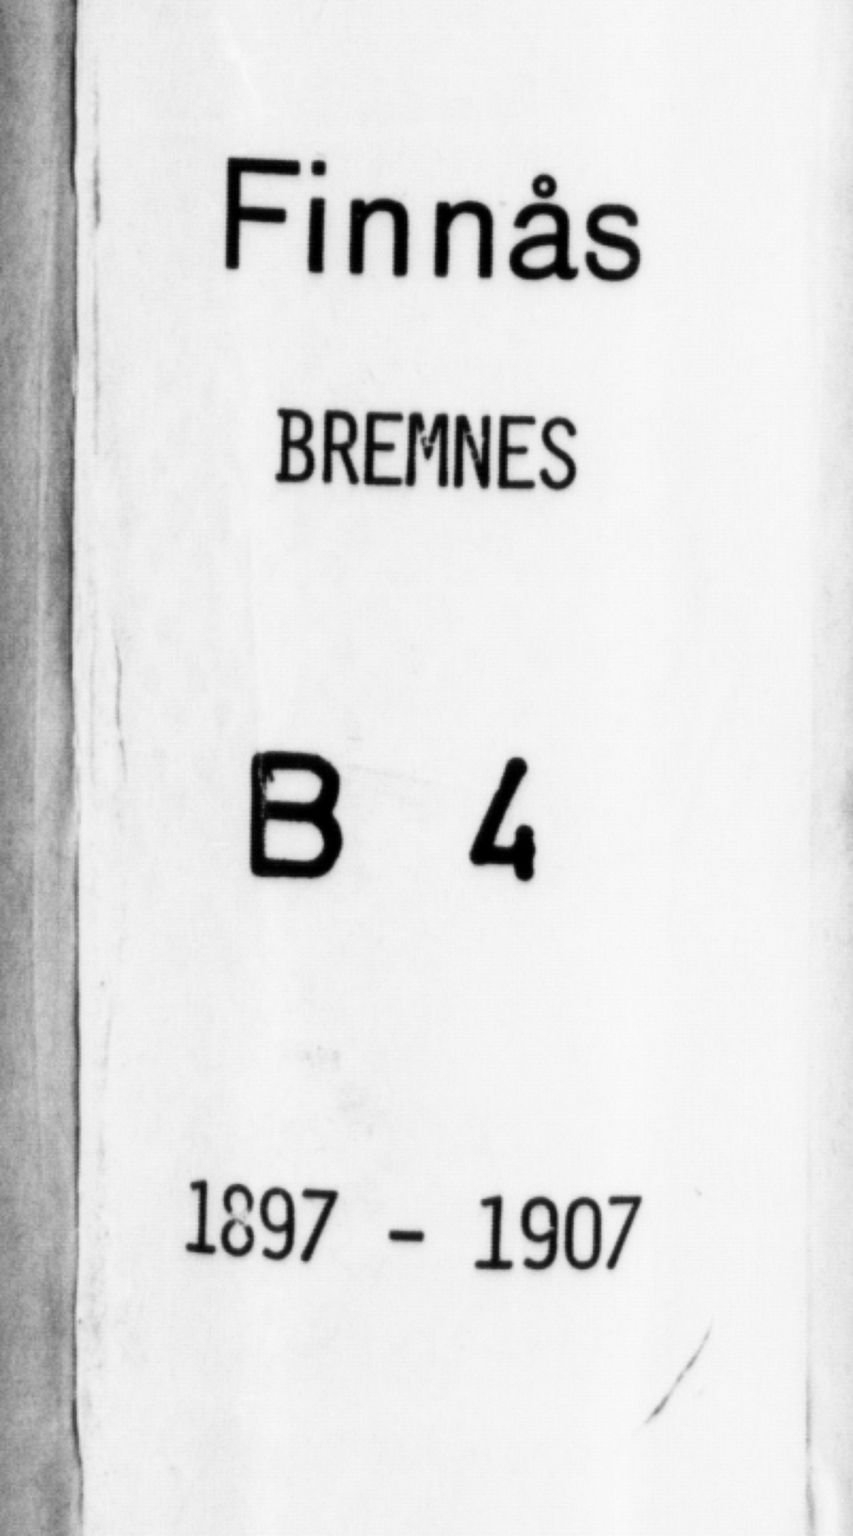 Finnås
BREMNES
B 4
1897 - 1907